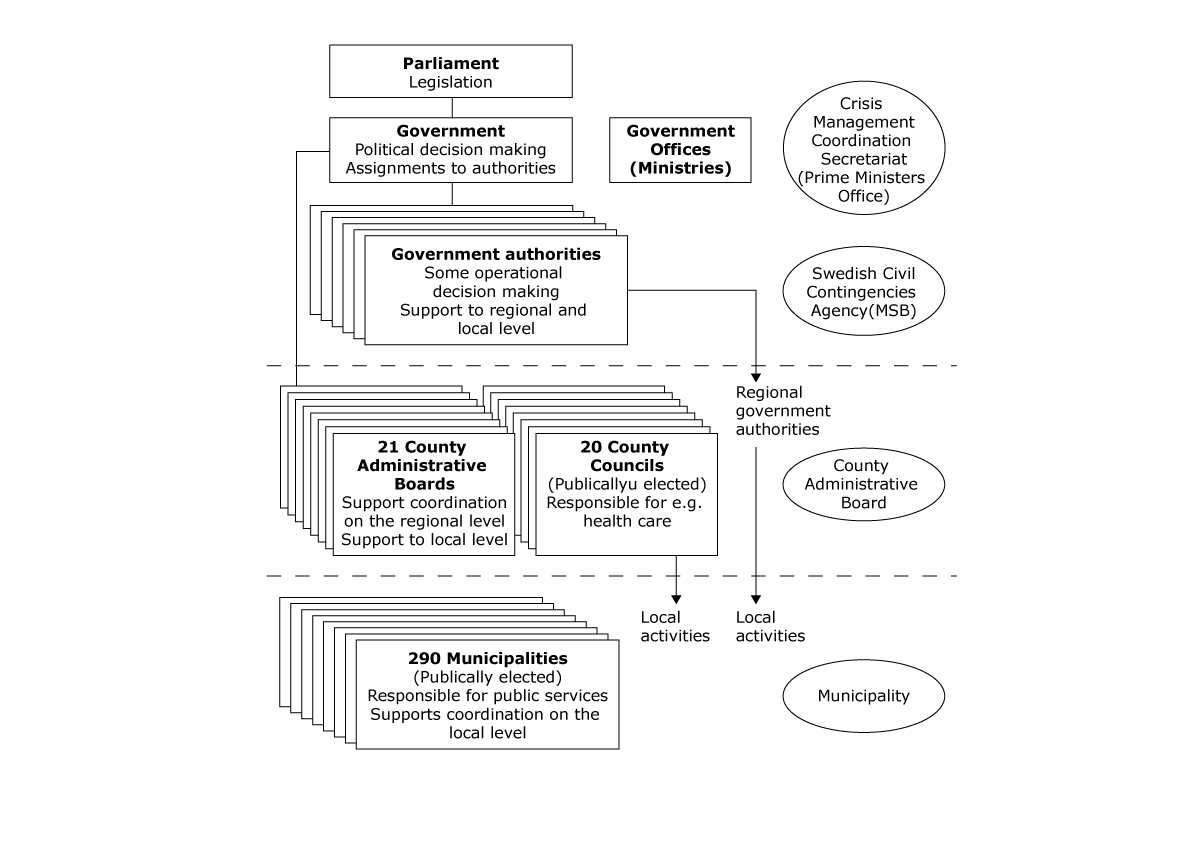 Parliament
Legislation
Government
Political decision making
Assignments to authorities
Government
Offices
(Ministries)
Crisis
Management
Coordination
Secretariat
(Prime Ministers
Office)
Government authorities
Some operational
decision making
Support to regional and
local level
Swedish Civil
Contingencies
Agency(MSB)
21 County
Administrative
Boards
Support coordination
on the regional level
Support to local level
20 County
Councils
(Publicallyu elected)
Responsible for e.g.
health care
Regional
government
authorities
County
Administrative
Board
290 Municipalities
(Publically elected)
Responsible for public services
Supports coordination on the
local level
Local
activities
Local
activities
Municipality